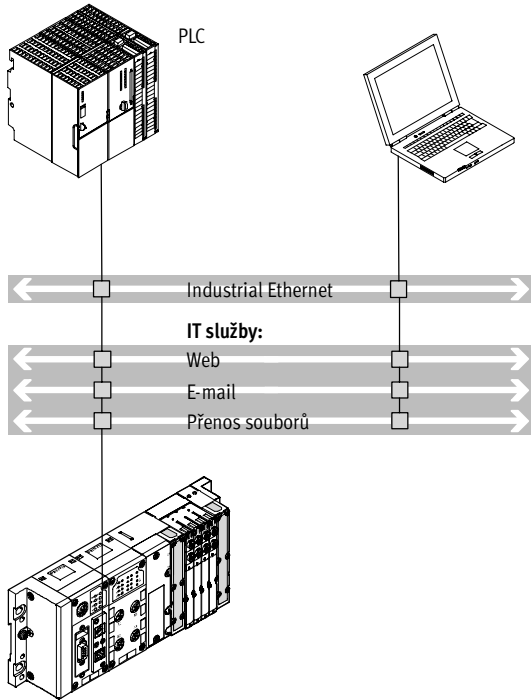 PLC
Industrial Ethernet
IT služby:
Web
E-mail
Přenos souborů